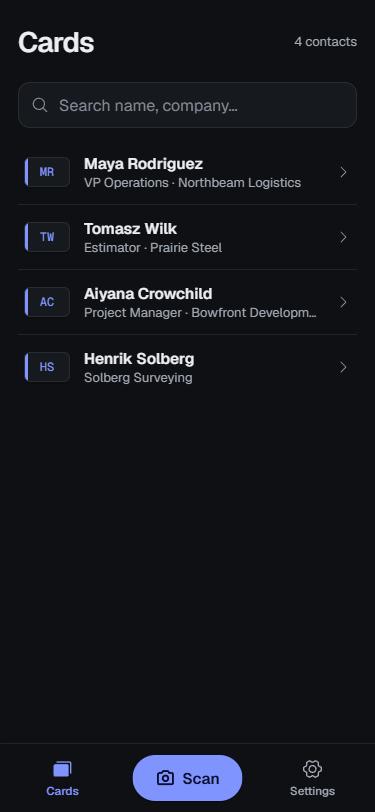 Cards
4 contacts
Search name, company…
MR
Maya Rodriguez
VP Operations · Northbeam Logistics
TW
Tomasz Wilk
Estimator · Prairie Steel
AC
Aiyana Crowchild
Project Manager · Bowfront Developm…
HS
Henrik Solberg
Solberg Surveying
Cards
Scan
Settings